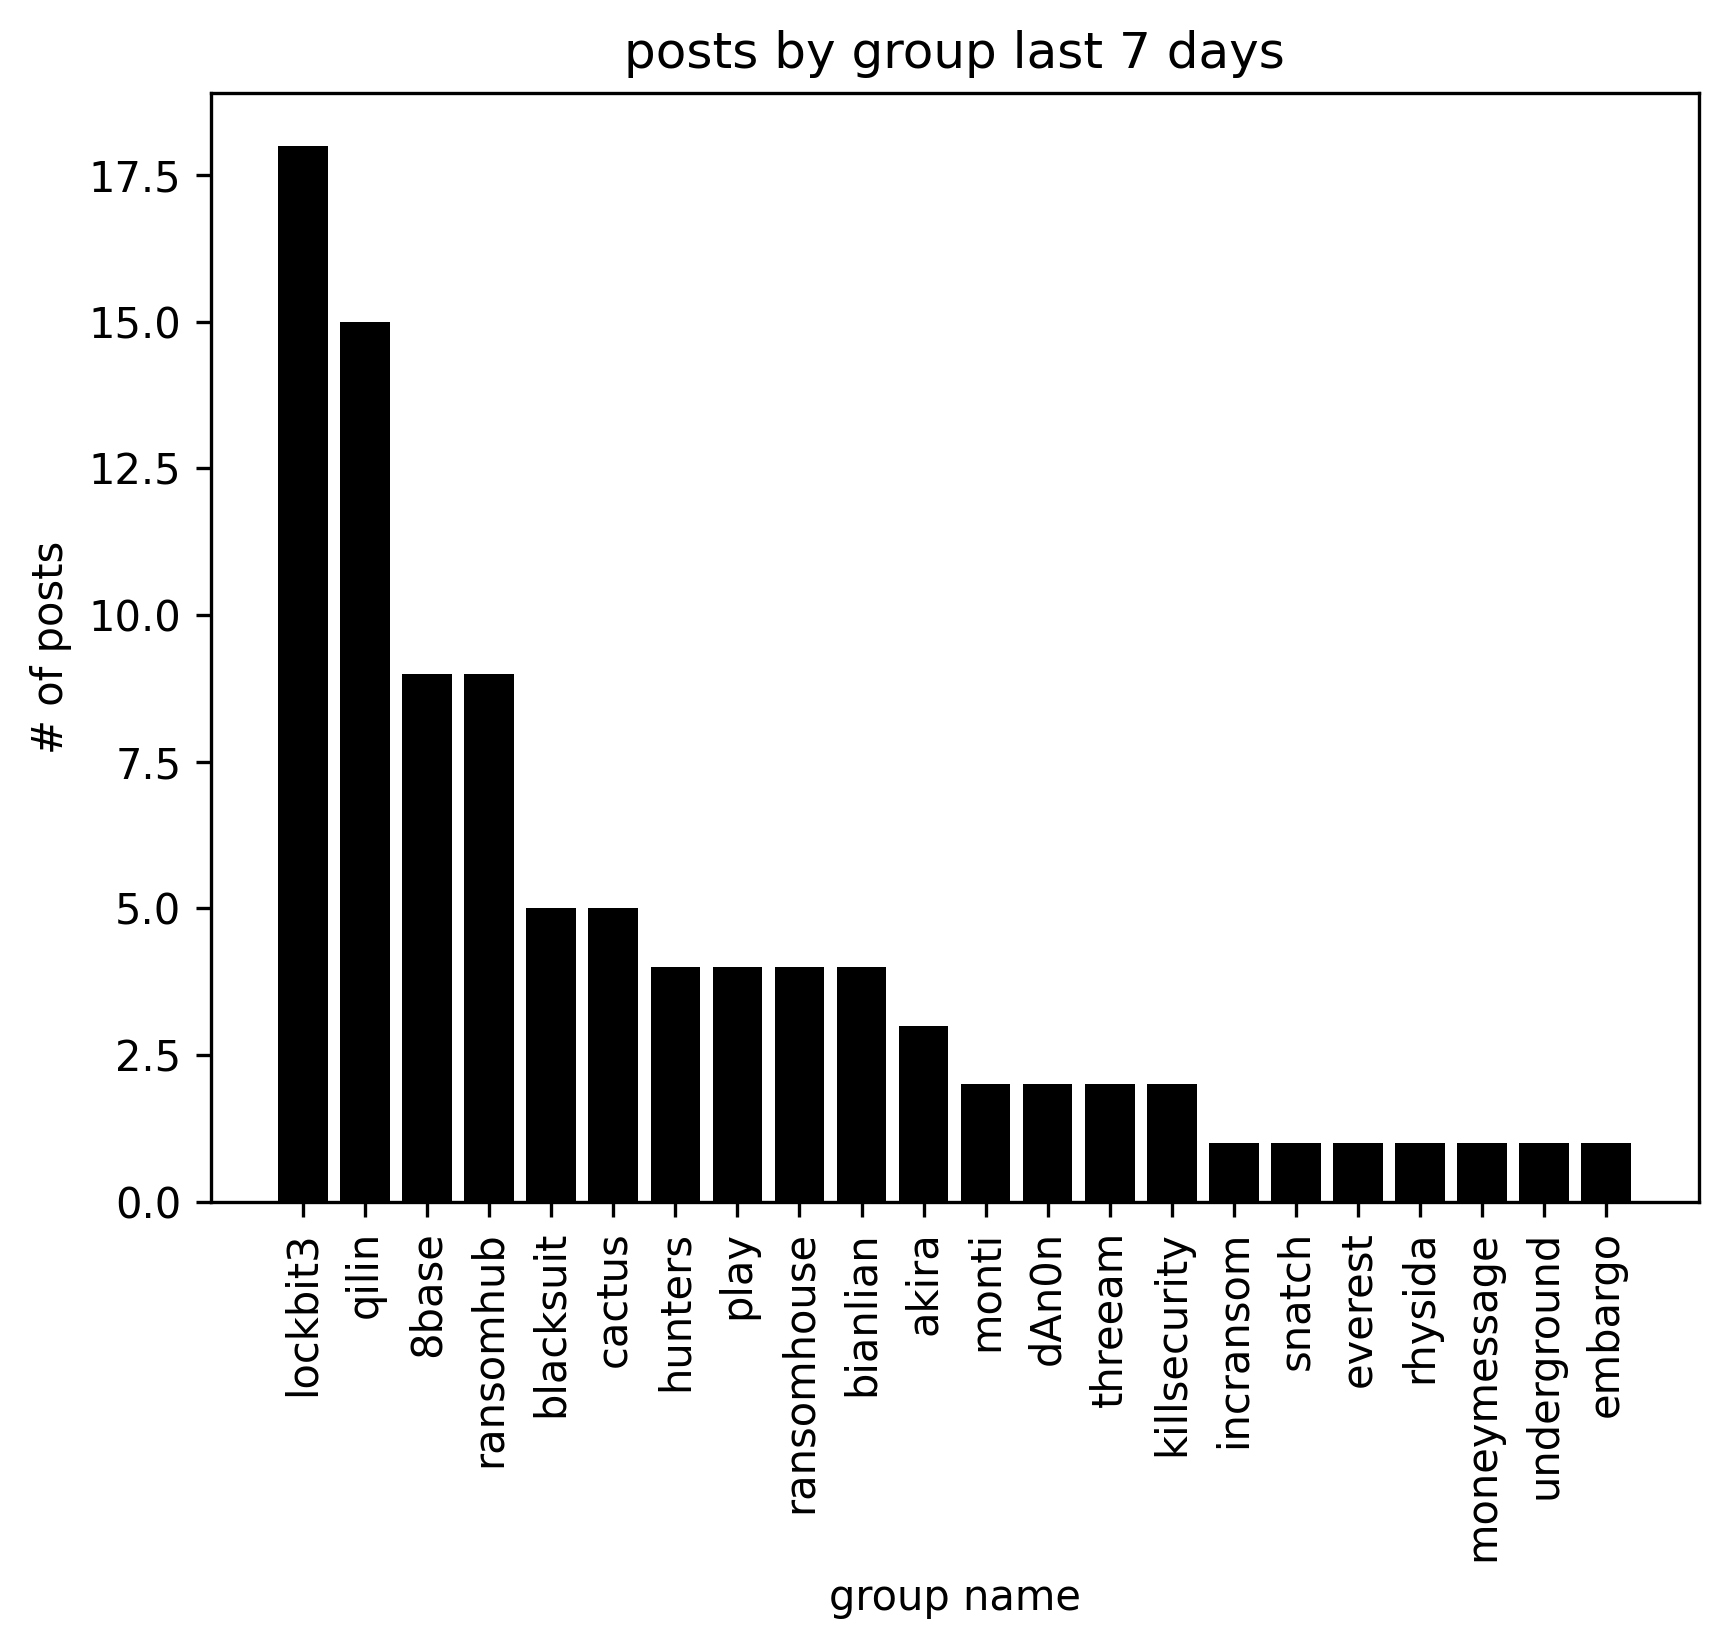 posts by group last 7 days
# of posts
17.5
15.0
12.5
10.0
7.5
5.0
2.5
0.0
lockbit3
qilin
8base
ransomhub
blacksuit
cactus
hunters
play
ransomhouse
bianlian
akira
monti
dAn0n
threeam
killsecurity
incransom
snatch
everest
rhysida
moneymessage
underground
embargo
group name